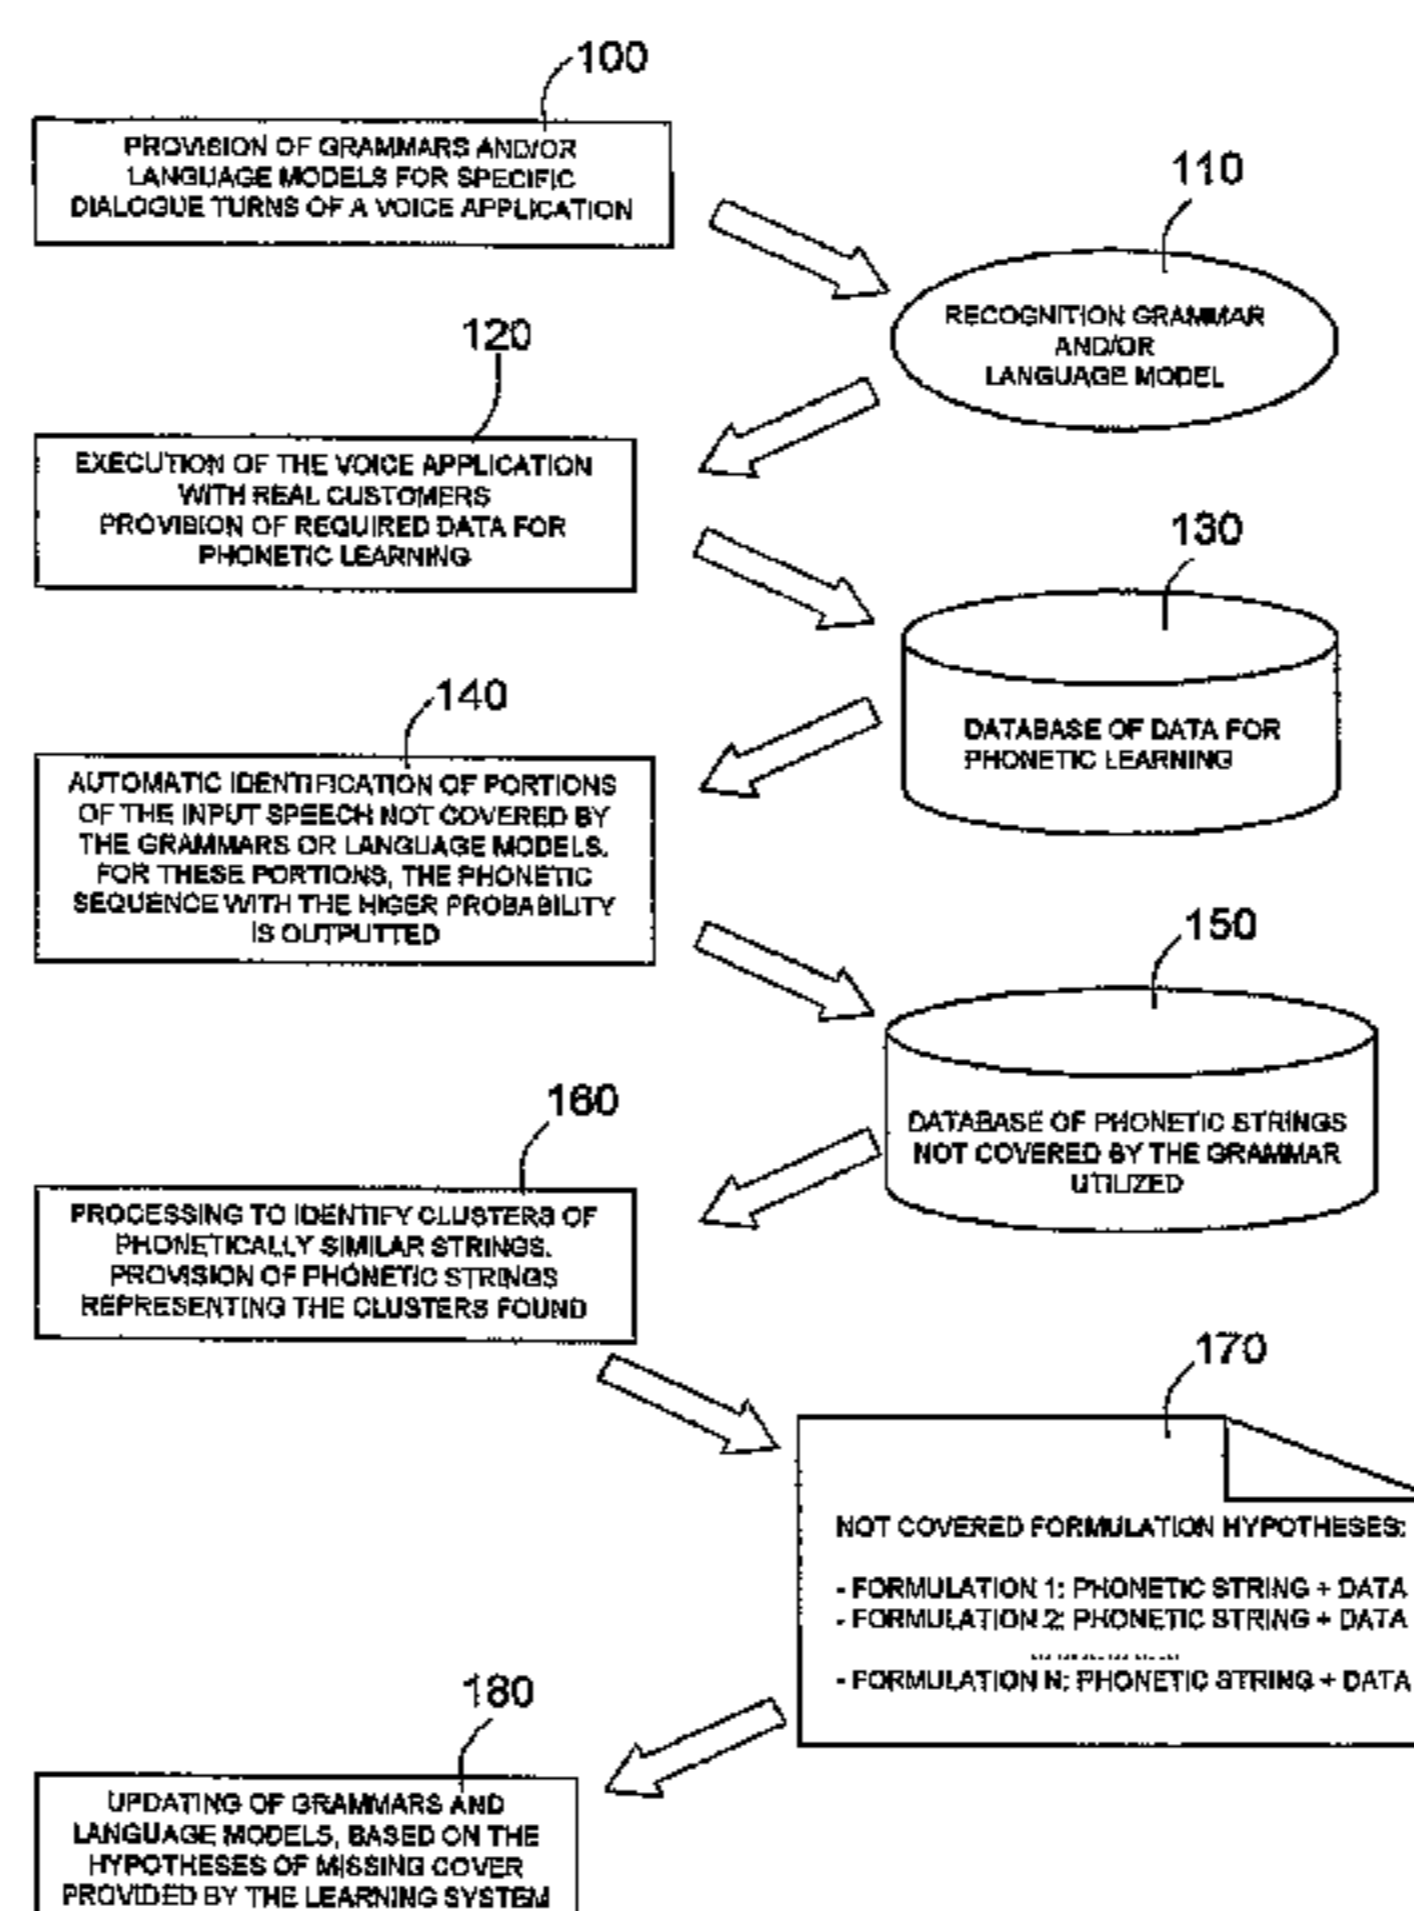 100
PROVISION OF GRAMMARS AND/OR
LANGUAGE MODELS FOR SPECIFIC
DIALOGUE TURNS OF A VOICE APPLICATION
110
RECOGNITION GRAMMAR
AND/OR
LANGUAGE MODEL
120
EXECUTION OF THE VOICE APPLICATION
WITH REAL CUSTOMERS
PROVISION OF REQUIRED DATA FOR
PHONETIC LEARNING
130
DATABASE OF DATA FOR
PHONETIC LEARNING
140
AUTOMATIC IDENTIFICATION OF PORTIONS
OF THE INPUT SPEECH NOT COVERED BY
THE GRAMMARS OR LANGUAGE MODELS.
FOR THESE PORTIONS, THE PHONETIC
SEQUENCE WITH THE HIGER PROBABILITY
IS OUTPUTTED
150
DATABASE OF PHONETIC STRINGS
NOT COVERED BY THE GRAMMAR
UTILIZED
160
PROCESSING TO IDENTIFY CLUSTERS OF
PHONETICALLY SIMILAR STRINGS.
PROVISION OF PHONETIC STRINGS
REPRESENTING THE CLUSTERS FOUND
170
NOT COVERED FORMULATION HYPOTHESES:
- FORMULATION 1: PHONETIC STRING + DATA
- FORMULATION 2: PHONETIC STRING + DATA
....................
- FORMULATION N: PHONETIC STRING + DATA
180
UPDATING OF GRAMMARS AND
LANGUAGE MODELS, BASED ON THE
HYPOTHESES OF MISSING COVER
PROVIDED BY THE LEARNING SYSTEM